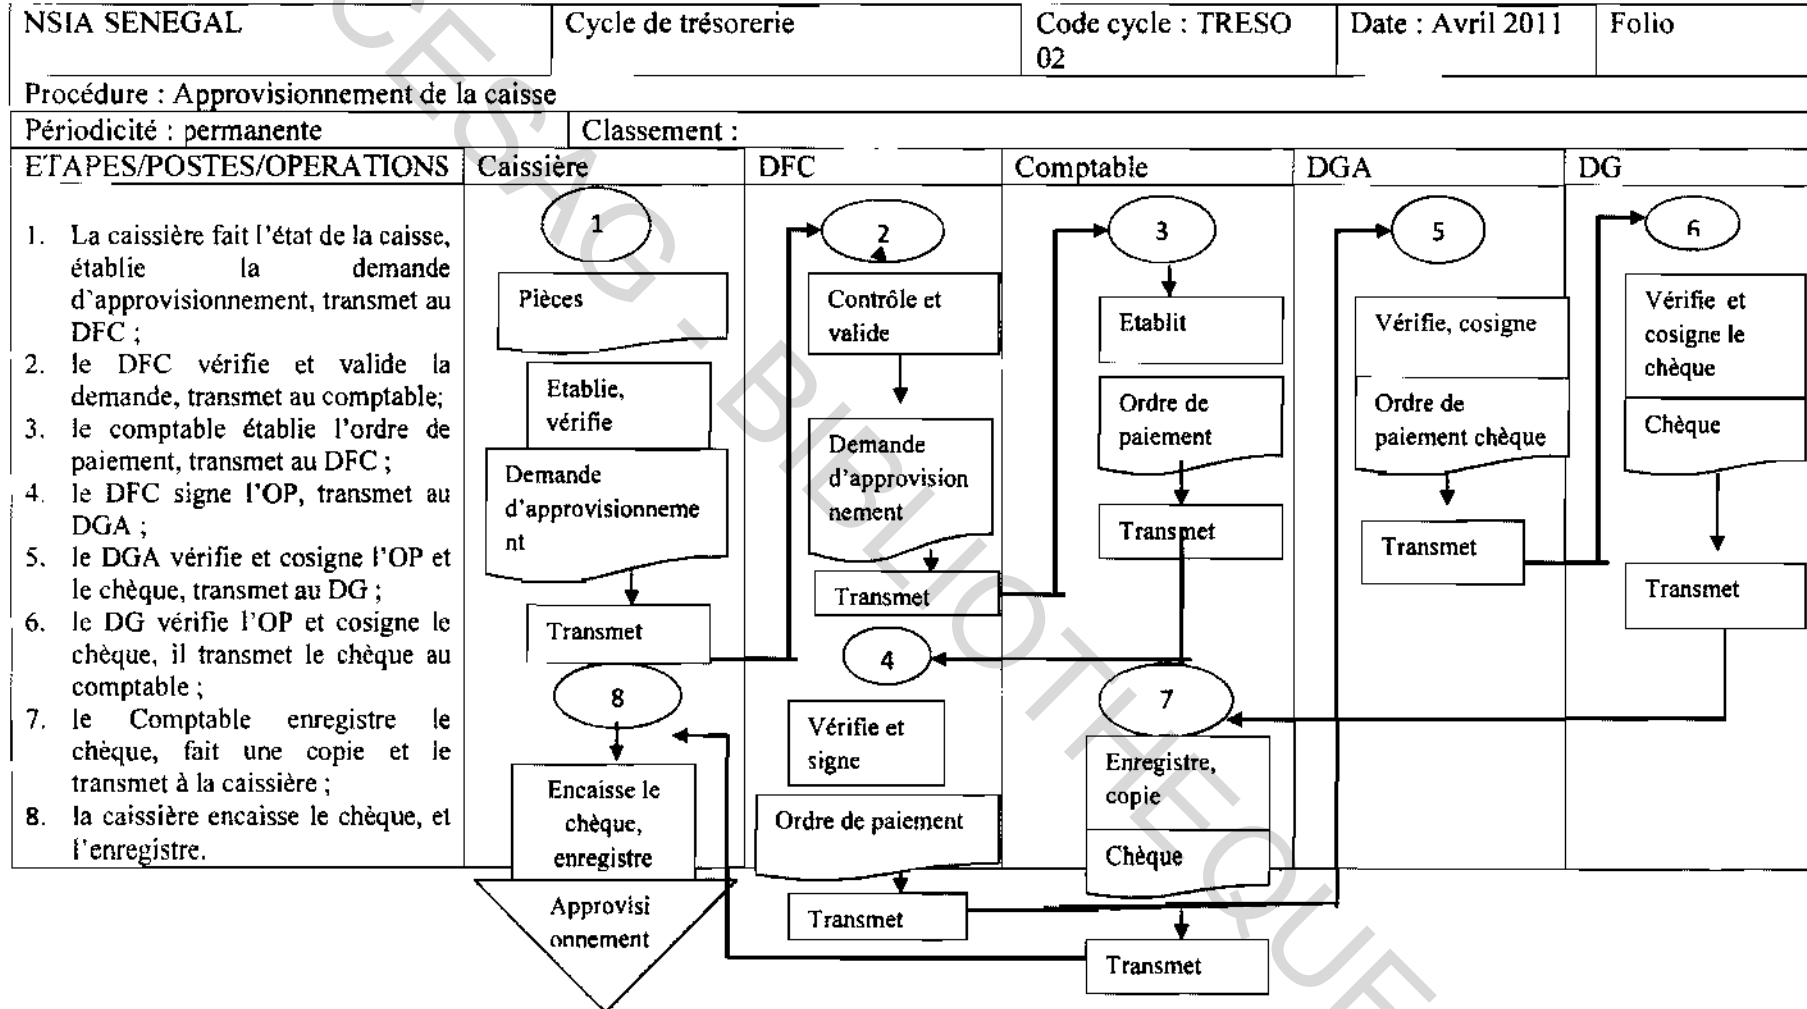 NSIA SENEGAL
Cycle de trésorerie
Code cycle : TRESO
02
Date : Avril 2011
Folio
Procédure : Approvisionnement de la caisse
Périodicité : permanente
Classement :
ETAPES/POSTES/OPERATIONS
Caissière
DFC
Comptable
DGA
DG
1. La caissière fait l'état de la caisse,
établie la demande
d'approvisionnement, transmet au
DFC ;
2. le DFC vérifie et valide la
demande, transmet au comptable;
3. le comptable établie l'ordre de
paiement, transmet au DFC ;
4. le DFC signe l'OP, transmet au
DGA ;
5. le DGA vérifie et cosigne l'OP et
le chèque, transmet au DG ;
6. le DG vérifie l'OP et cosigne le
chèque, il transmet le chèque au
comptable ;
7. le Comptable enregistre le
chèque, fait une copie et le
transmet à la caissière ;
8. la caissière encaisse le chèque, et
l'enregistre.
1
Pièces
Etablie,
vérifie
Demande
d'approvisionneme
nt
Transmet
8
Encaisse le
chèque,
enregistre
Approvisi
onnement
2
Contrôle et
valide
Demande
d'approvision
nement
Transmet
4
Vérifie et
signe
Ordre de paiement
Transmet
3
Etablit
Ordre de
paiement
Transmet
7
Enregistre,
copie
Chèque
Transmet
5
Vérifie, cosigne
Ordre de
paiement chèque
Transmet
6
Vérifie et
cosigne le
chèque
Chèque
Transmet
CESAG - BIBLIOTHEQUE